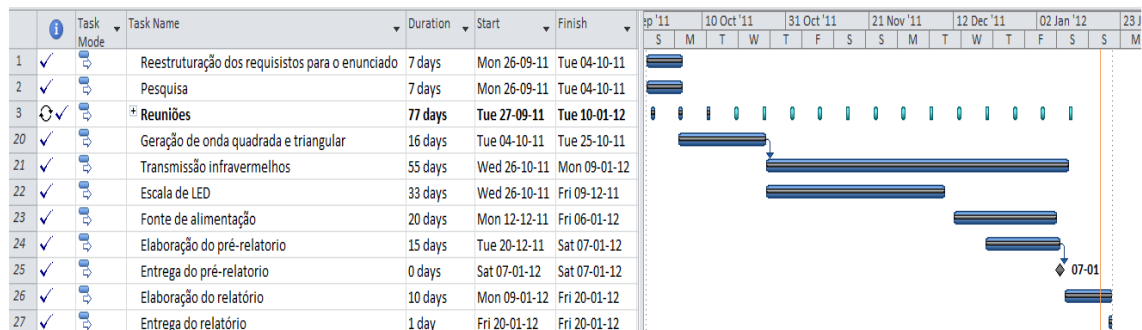 Task Mode Task Name Duration Start Finish ep '11 10 Oct '11 31 Oct '11 21 Nov '11 12 Dec '11 02 Jan '12 23 J
S M T W T F S S M T W T F S S M
1 Reestruturação dos requisistos para o enunciado 7 days Mon 26-09-11 Tue 04-10-11
2 Pesquisa 7 days Mon 26-09-11 Tue 04-10-11
3 Reuniões 77 days Tue 27-09-11 Tue 10-01-12
20 Geração de onda quadrada e triangular 16 days Tue 04-10-11 Tue 25-10-11
21 Transmissão infravermelhos 55 days Wed 26-10-11 Mon 09-01-12
22 Escala de LED 33 days Wed 26-10-11 Fri 09-12-11
23 Fonte de alimentação 20 days Mon 12-12-11 Fri 06-01-12
24 Elaboração do pré-relatorio 15 days Tue 20-12-11 Sat 07-01-12
25 Entrega do pré-relatorio 0 days Sat 07-01-12 Sat 07-01-12 07-01
26 Elaboração do relatório 10 days Mon 09-01-12 Fri 20-01-12
27 Entrega do relatório 1 day Fri 20-01-12 Fri 20-01-12